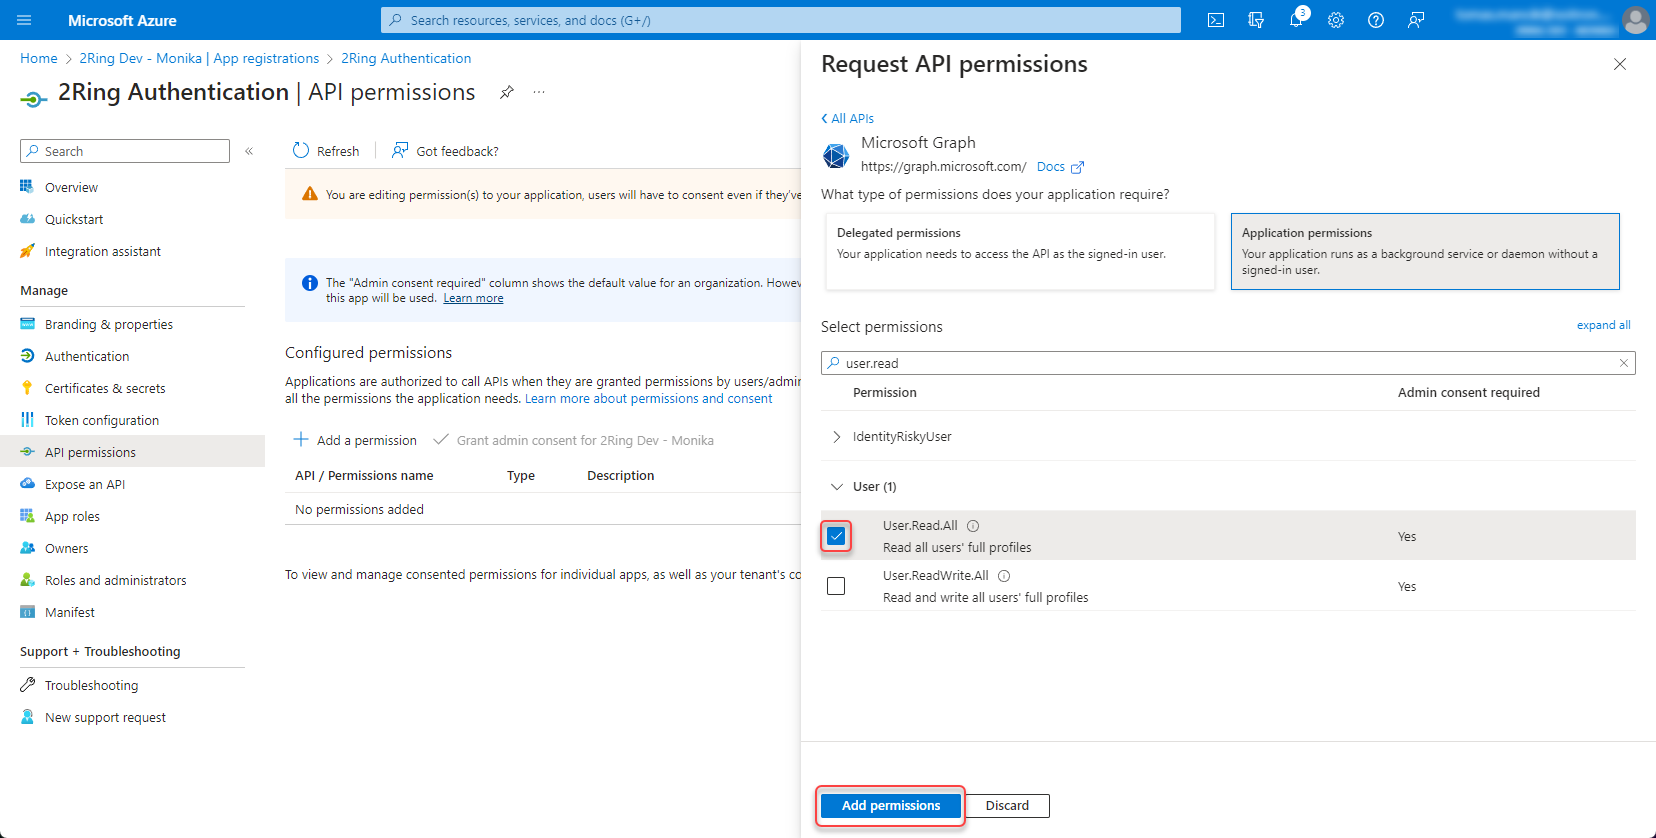 Microsoft Azure
Search resources, services, and docs (G+/)
3
Home > 2Ring Dev - Monika | App registrations > 2Ring Authentication
2Ring Authentication | API permissions
...
Search
«
Overview
Quickstart
Integration assistant
Manage
Branding & properties
Authentication
Certificates & secrets
Token configuration
API permissions
Expose an API
App roles
Owners
Roles and administrators
Manifest
Support + Troubleshooting
Troubleshooting
New support request
Refresh
Got feedback?
You are editing permission(s) to your application, users will have to consent even if they've
The "Admin consent required" column shows the default value for an organization. Howev
this app will be used. Learn more
Configured permissions
Applications are authorized to call APIs when they are granted permissions by users/admin
all the permissions the application needs. Learn more about permissions and consent
Add a permission
Grant admin consent for 2Ring Dev - Monika
API / Permissions name Type Description
No permissions added
To view and manage consented permissions for individual apps, as well as your tenant's co
Request API permissions
All APIs
Microsoft Graph
https://graph.microsoft.com/ Docs
What type of permissions does your application require?
Delegated permissions
Your application needs to access the API as the signed-in user.
Application permissions
Your application runs as a background service or daemon without a
signed-in user.
Select permissions
expand all
user.read
Permission Admin consent required
IdentityRiskyUser
User (1)
User.Read.All
Read all users' full profiles
Yes
User.ReadWrite.All
Read and write all users' full profiles
Yes
Add permissions
Discard